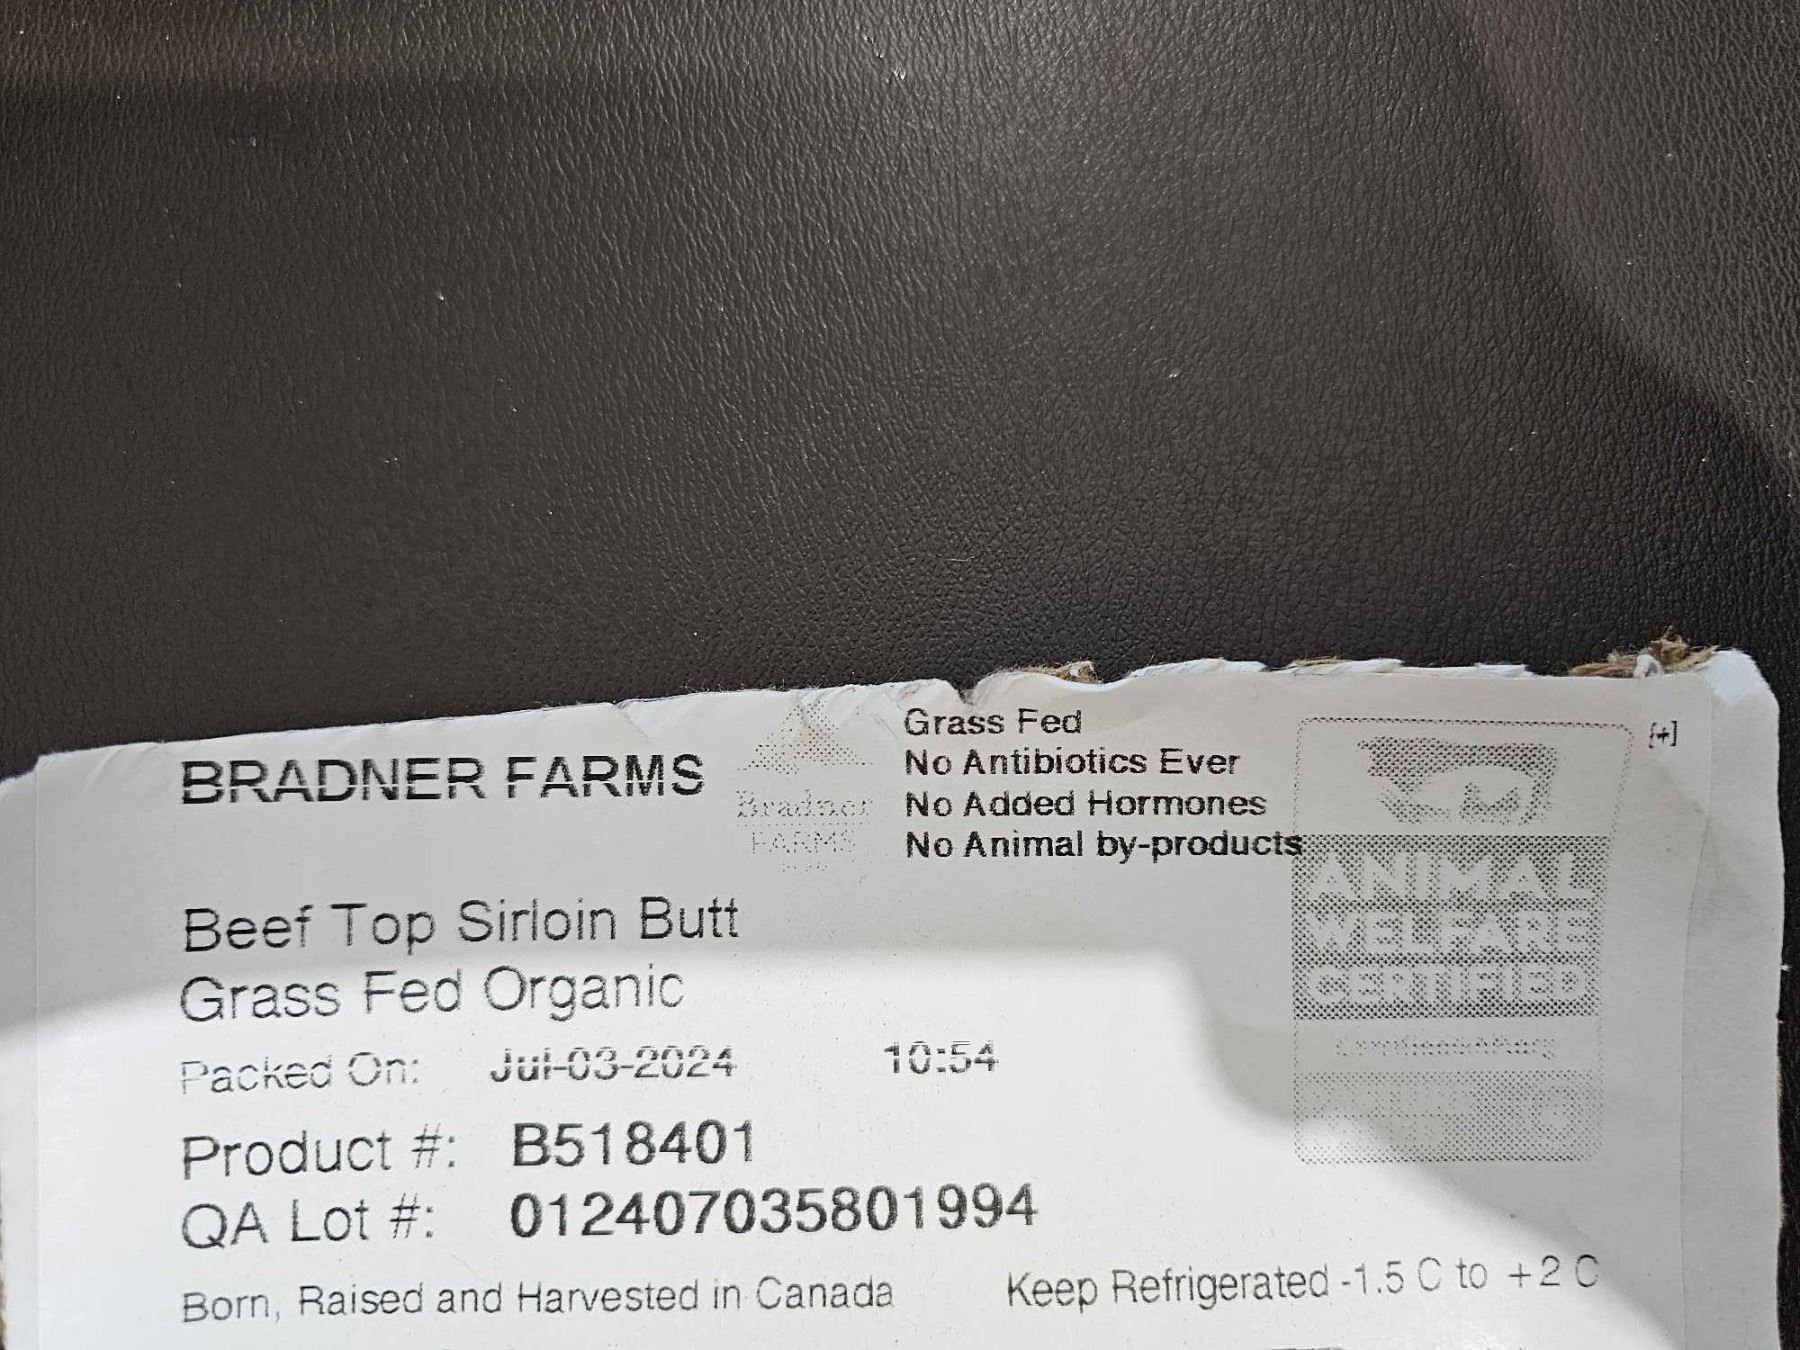 BRADNER FARMS
Bradner
FARMS
Grass Fed
No Antibiotics Ever
No Added Hormones
No Animal by-products
[+]
ANIMAL
WELFARE
CERTIFIED
Beef Top Sirloin Butt
Grass Fed Organic
Packed On: Jul-03-2024 10:54
Product #: B518401
QA Lot #: 012407035801994
Born, Raised and Harvested in Canada Keep Refrigerated -1.5 C to +2 C